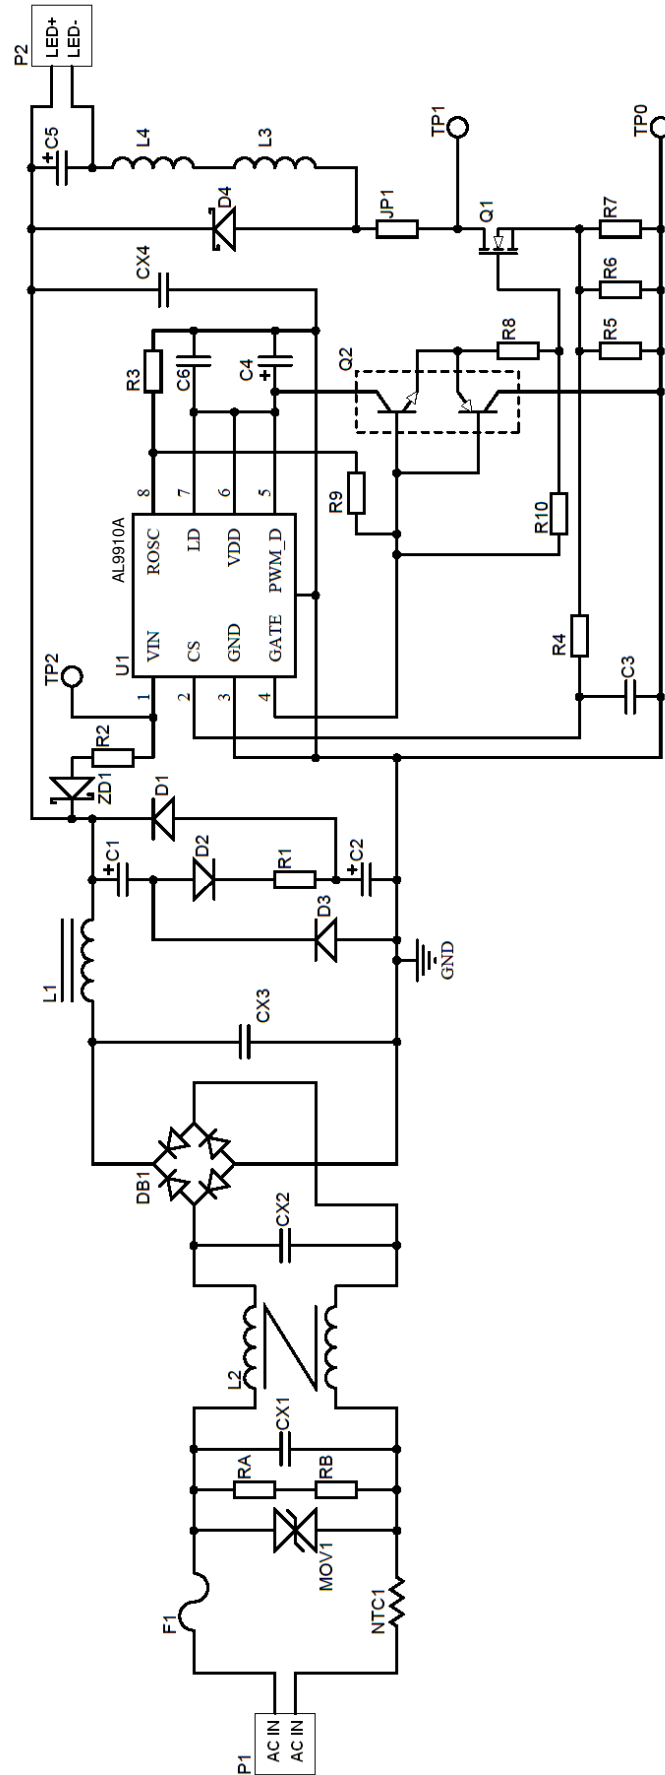 P1
AC IN
AC IN
F1
NTC1
MOV1
RA
RB
CX1
L2
CX2
DB1
CX3
L1
GND
C1
D2
R1
C2
D3
D1
ZD1
R2
TP2
U1
AL9910A
1
VIN
2
CS
3
GND
4
GATE
8
ROSC
7
LD
6
VDD
5
PWM_D
R3
C6
C4
CX4
R9
R10
R4
C3
Q2
R8
R5
R6
R7
Q1
JP1
TP1
TP0
D4
L4
L3
C5
P2
LED+
LED-